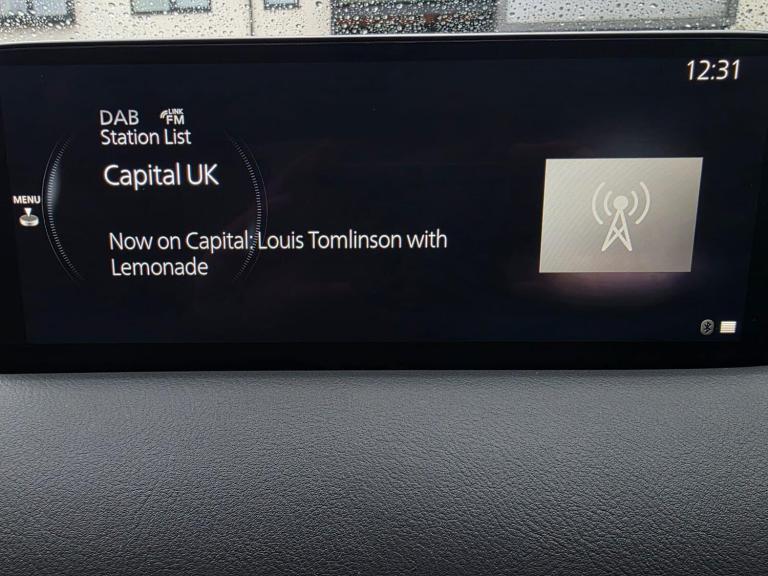 12:31
DAB LINK FM
Station List
Capital UK
MENU
Now on Capital: Louis Tomlinson with
Lemonade